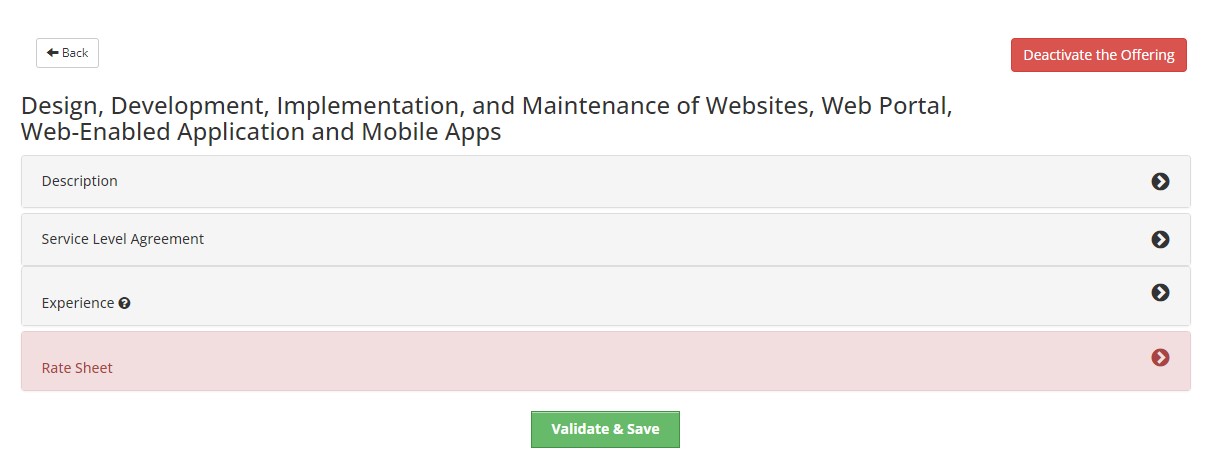 Back
Deactivate the Offering
Design, Development, Implementation, and Maintenance of Websites, Web Portal,
Web-Enabled Application and Mobile Apps
Description
Service Level Agreement
Experience ?
Rate Sheet
Validate & Save